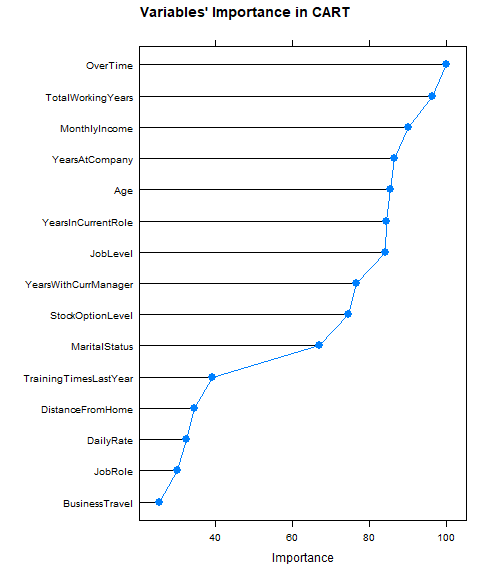 Variables' Importance in CART
OverTime
TotalWorkingYears
MonthlyIncome
YearsAtCompany
Age
YearsInCurrentRole
JobLevel
YearsWithCurrManager
StockOptionLevel
MaritalStatus
TrainingTimesLastYear
DistanceFromHome
DailyRate
JobRole
BusinessTravel
40 60 80 100
Importance